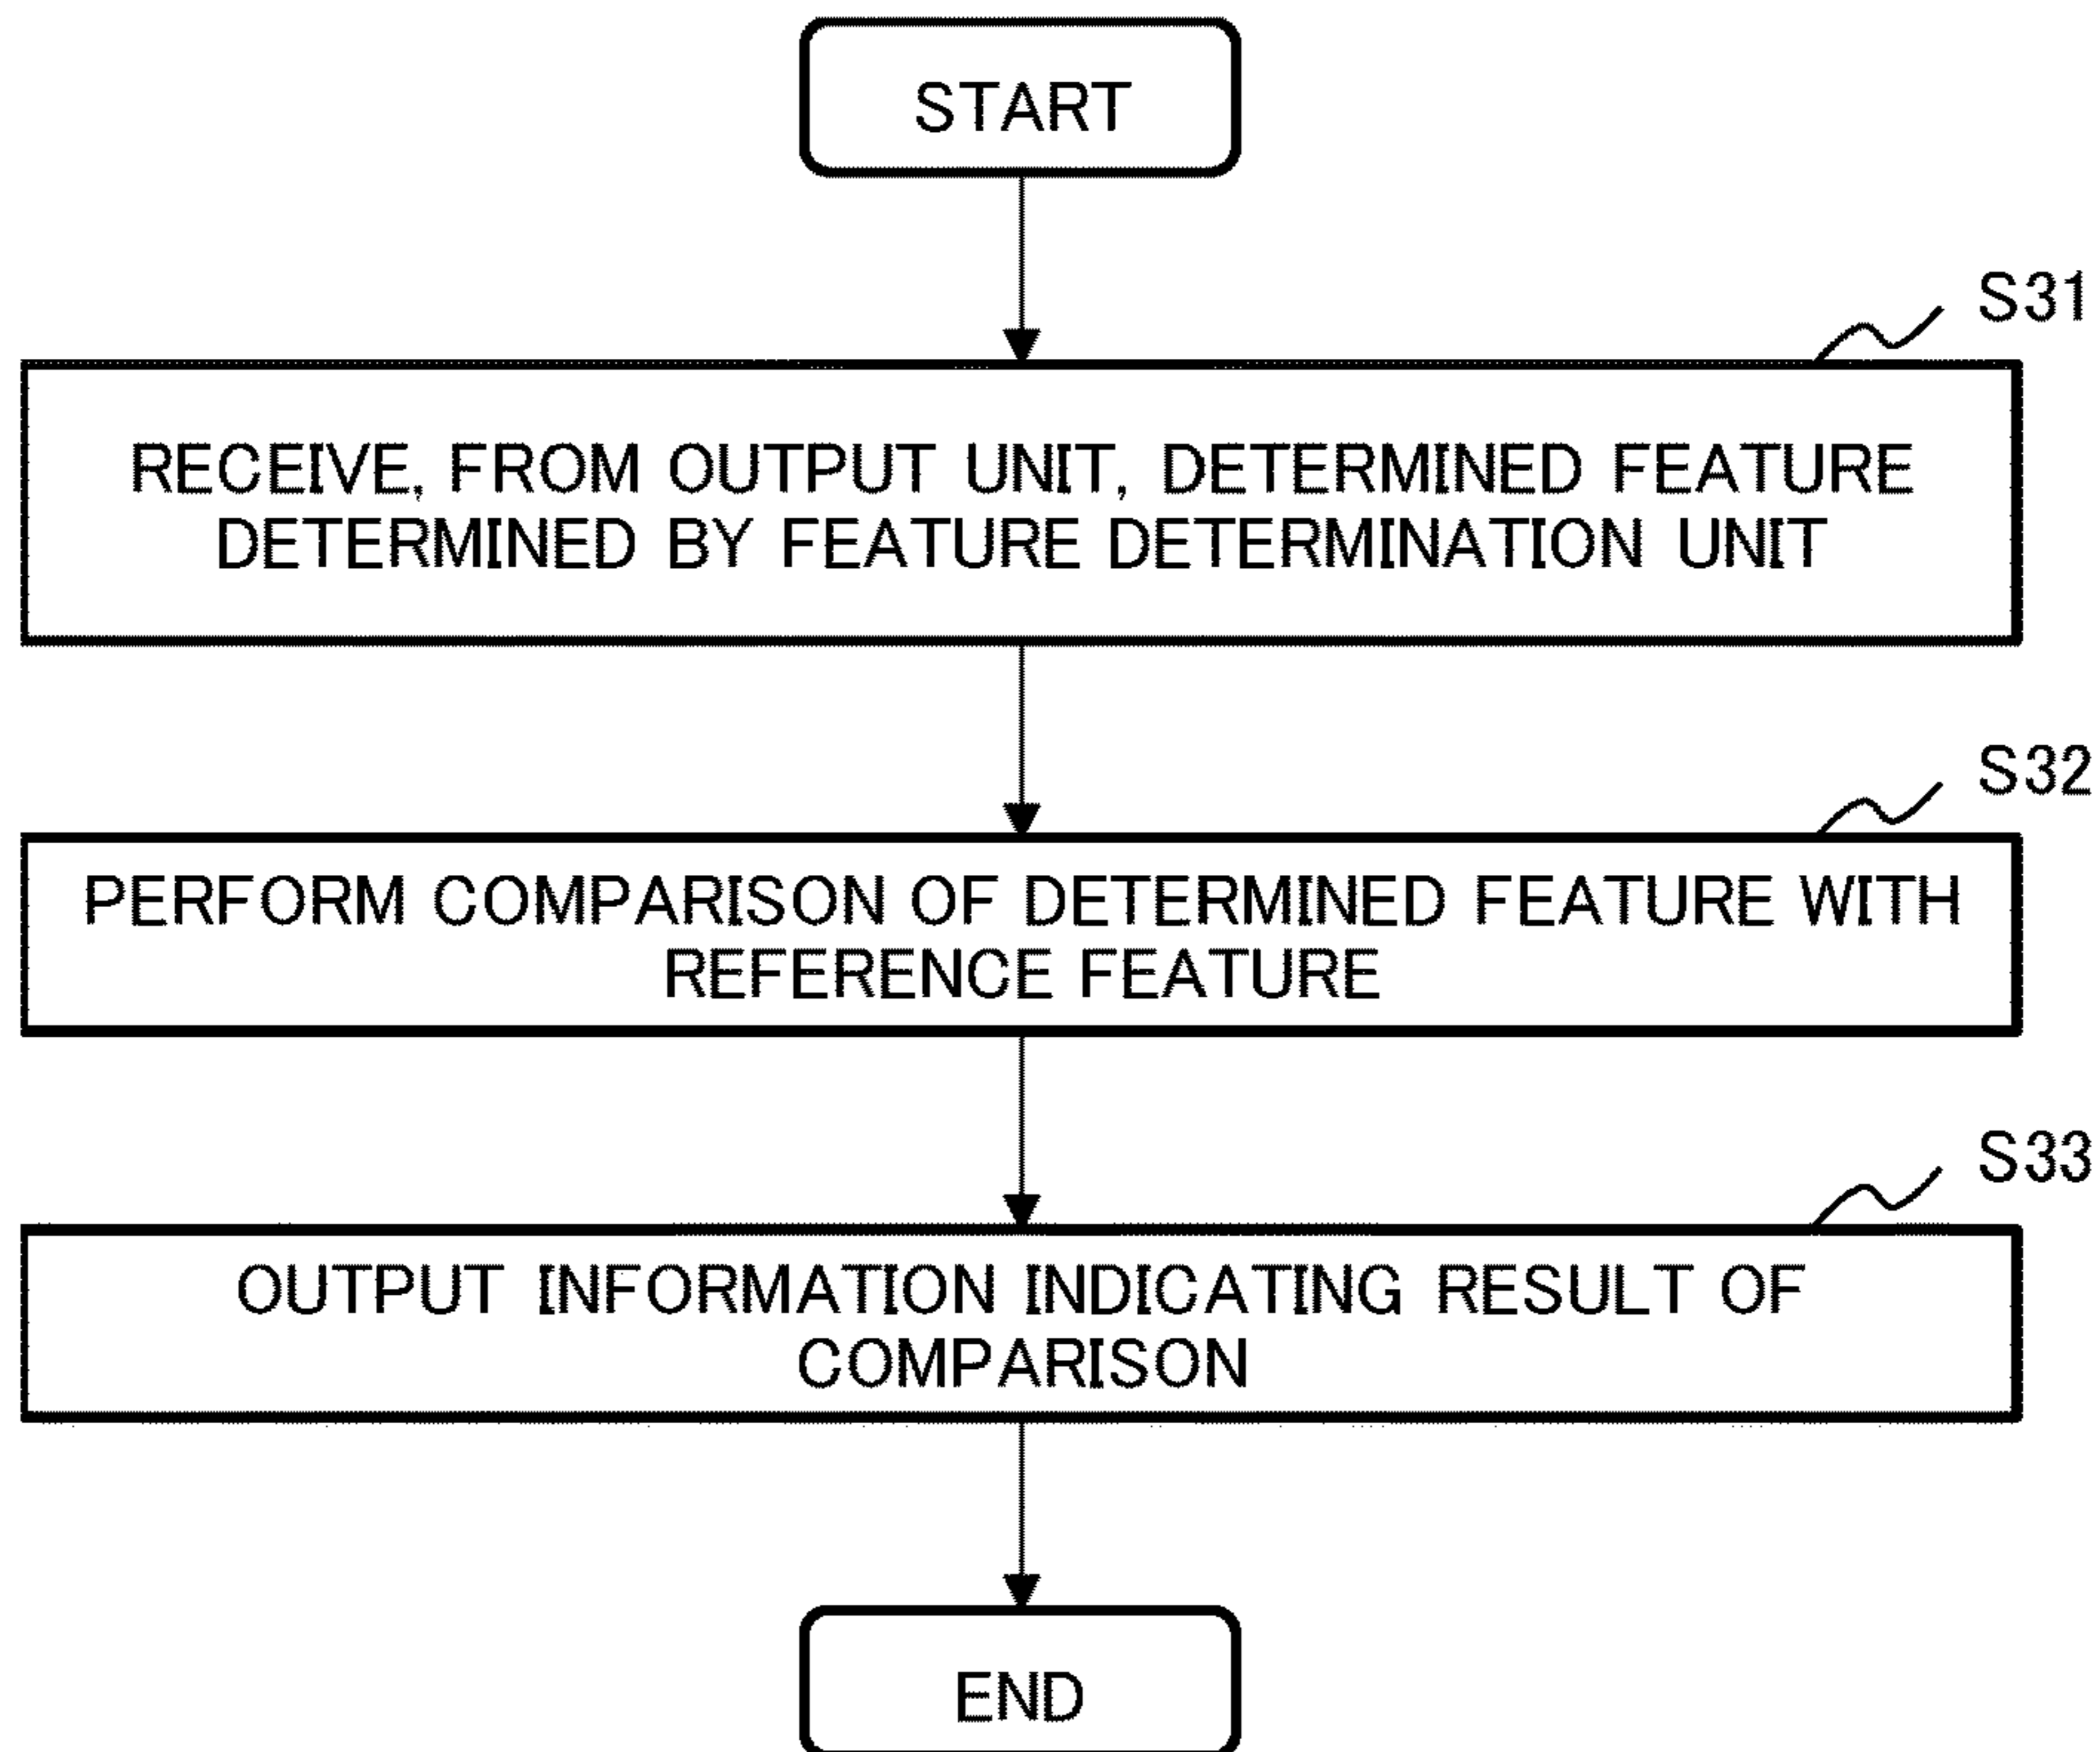 START
S31
RECEIVE, FROM OUTPUT UNIT, DETERMINED FEATURE
DETERMINED BY FEATURE DETERMINATION UNIT
S32
PERFORM COMPARISON OF DETERMINED FEATURE WITH
REFERENCE FEATURE
S33
OUTPUT INFORMATION INDICATING RESULT OF
COMPARISON
END